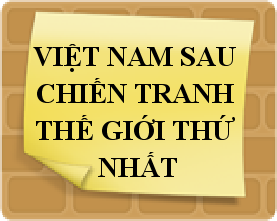 VIỆT NAM SAU
CHIẾN TRANH
THẾ GIỚI THỨ
NHẤT